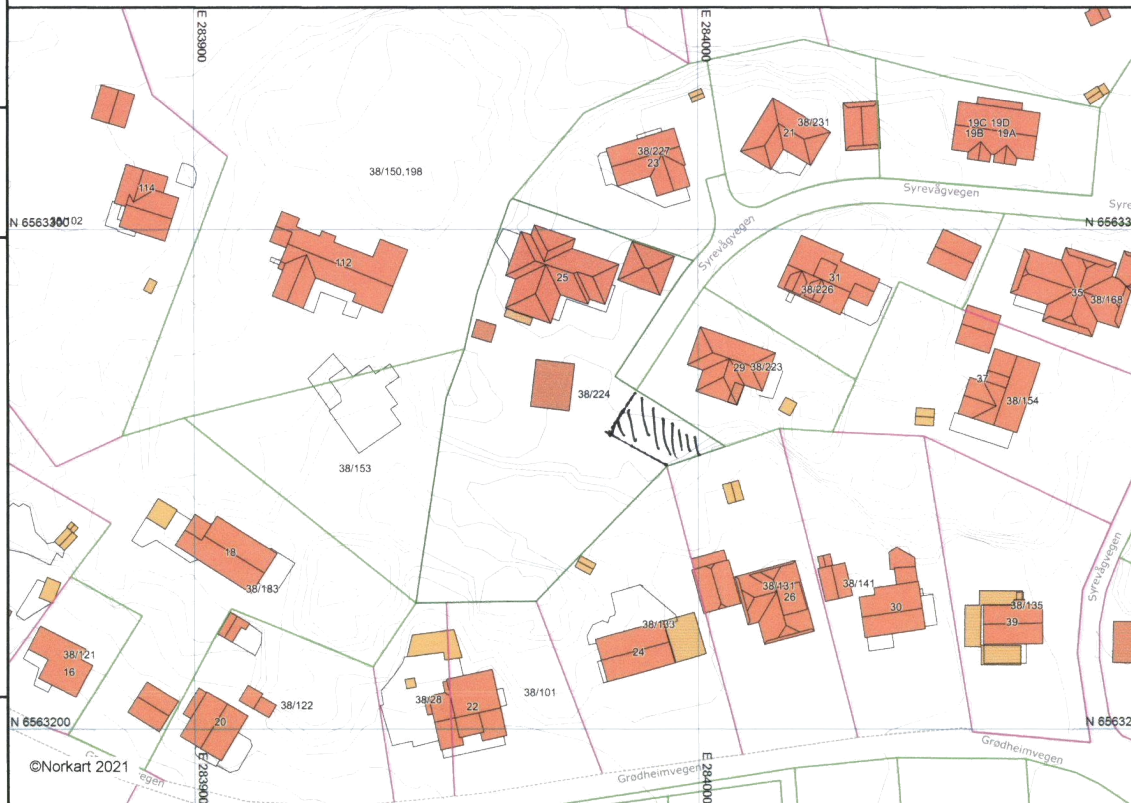 E 283900
E 284000
38/231
21
19C 19D
19B 19A
38/227
23
38/150,198
114
Syrevågvegen
Syre
N 6563300
/102
N 65633
Syrevågvegen
112
25
31
38/226
35
38/168
29 38/223
37
38/154
38/224
38/153
18
38/183
38/131
26
38/141
30
38/135
39
Syrevågvegen
38/121
16
24
38/101
38/28
22
38/122
20
N 6563200
N 65632
Grødheimvegen
Grødheimvegen
egen
©Norkart 2021
E 283900
E 284000